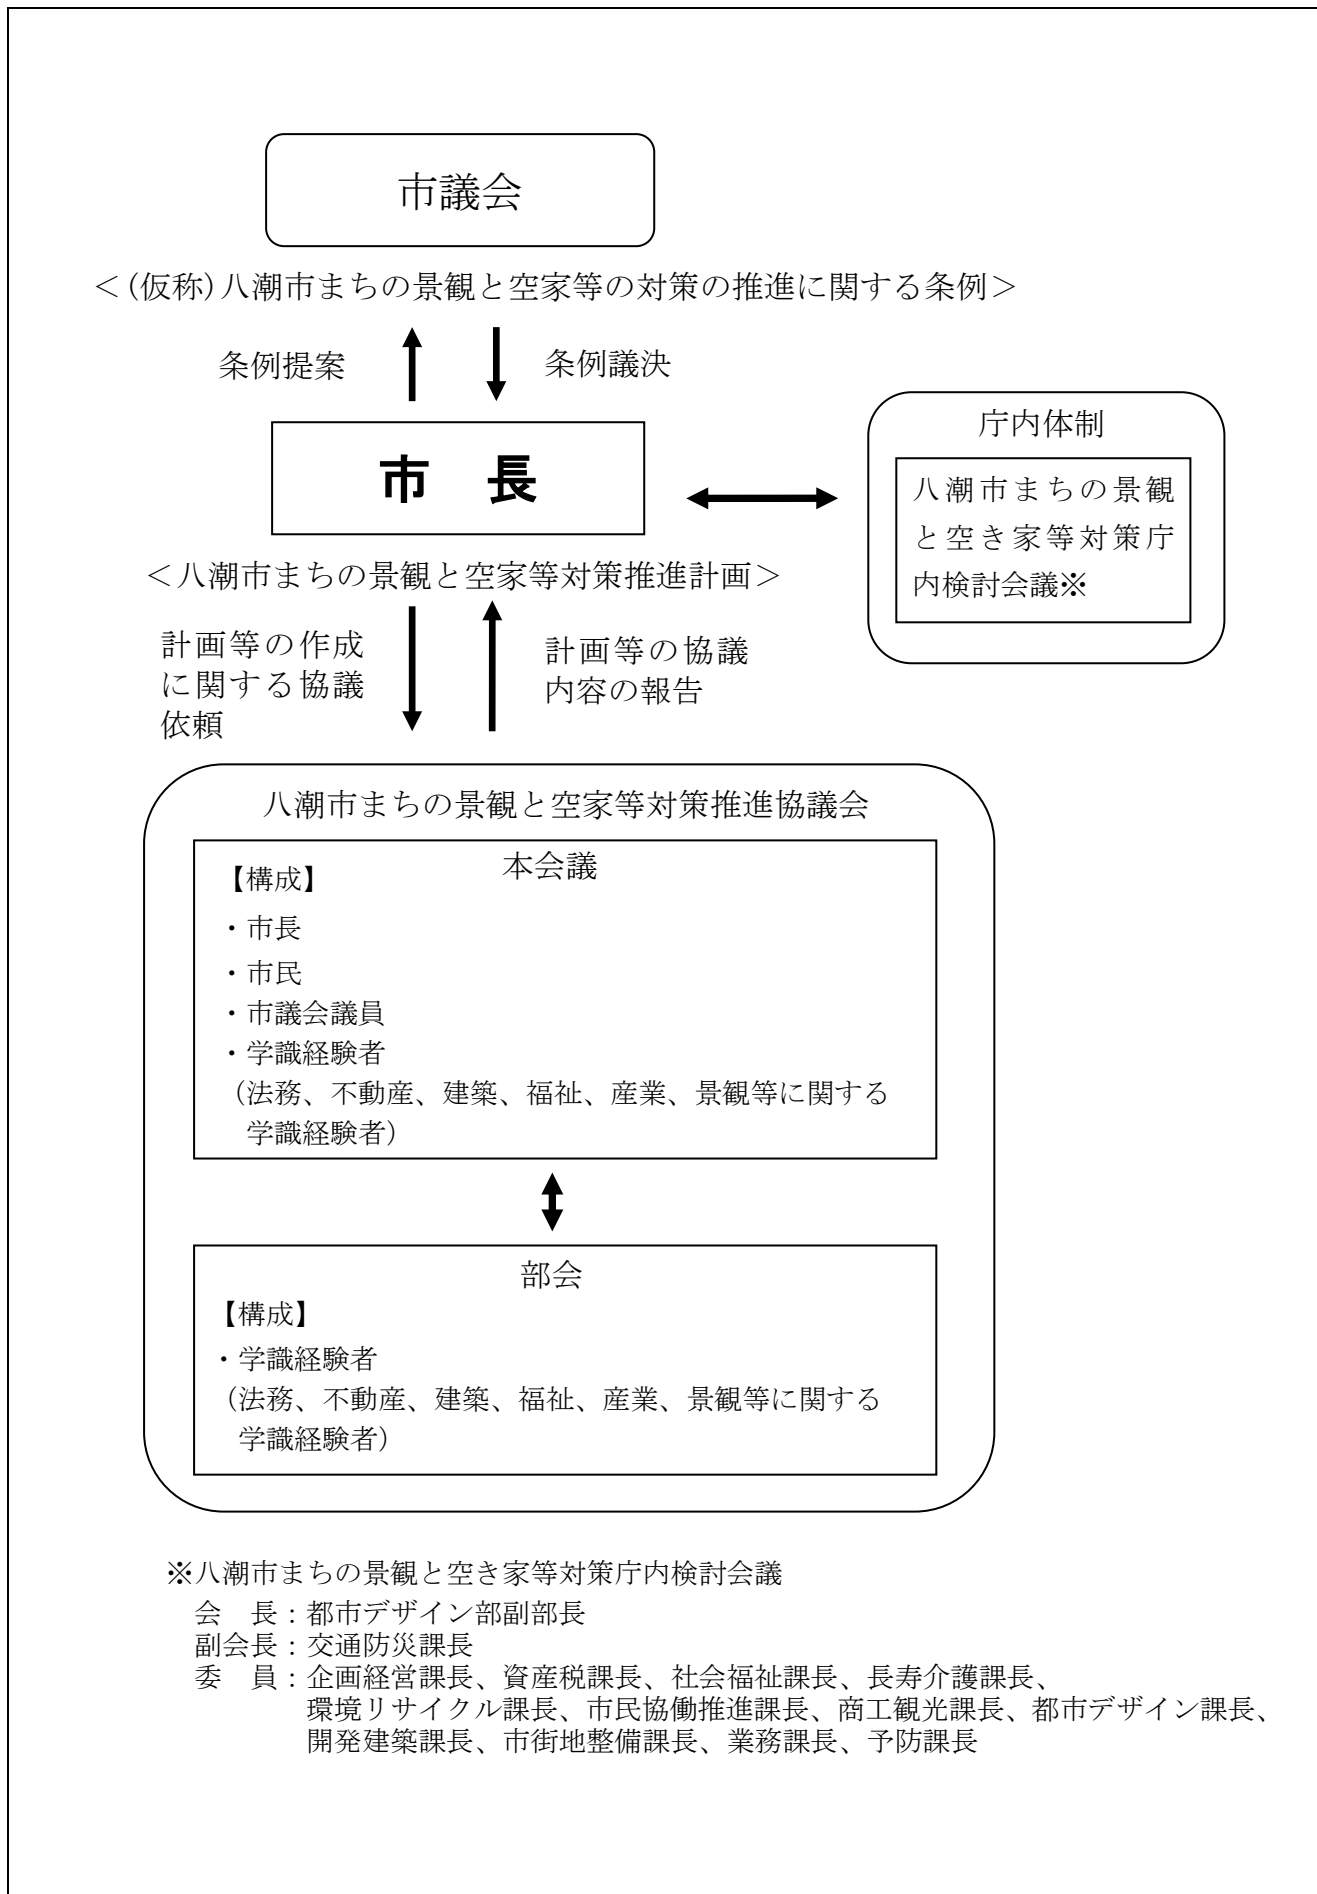 市議会
＜(仮称)八潮市まちの景観と空家等の対策の推進に関する条例＞
条例提案
条例議決
市　長
庁内体制
八潮市まちの景観
と空き家等対策庁
内検討会議※
＜八潮市まちの景観と空家等対策推進計画＞
計画等の作成
に関する協議
依頼
計画等の協議
内容の報告
八潮市まちの景観と空家等対策推進協議会
本会議
【構成】
・市長
・市民
・市議会議員
・学識経験者
（法務、不動産、建築、福祉、産業、景観等に関する
学識経験者）
部会
【構成】
・学識経験者
（法務、不動産、建築、福祉、産業、景観等に関する
学識経験者）
※八潮市まちの景観と空き家等対策庁内検討会議
会　長：都市デザイン部副部長
副会長：交通防災課長
委　員：企画経営課長、資産税課長、社会福祉課長、長寿介護課長、
環境リサイクル課長、市民協働推進課長、商工観光課長、都市デザイン課長、
開発建築課長、市街地整備課長、業務課長、予防課長